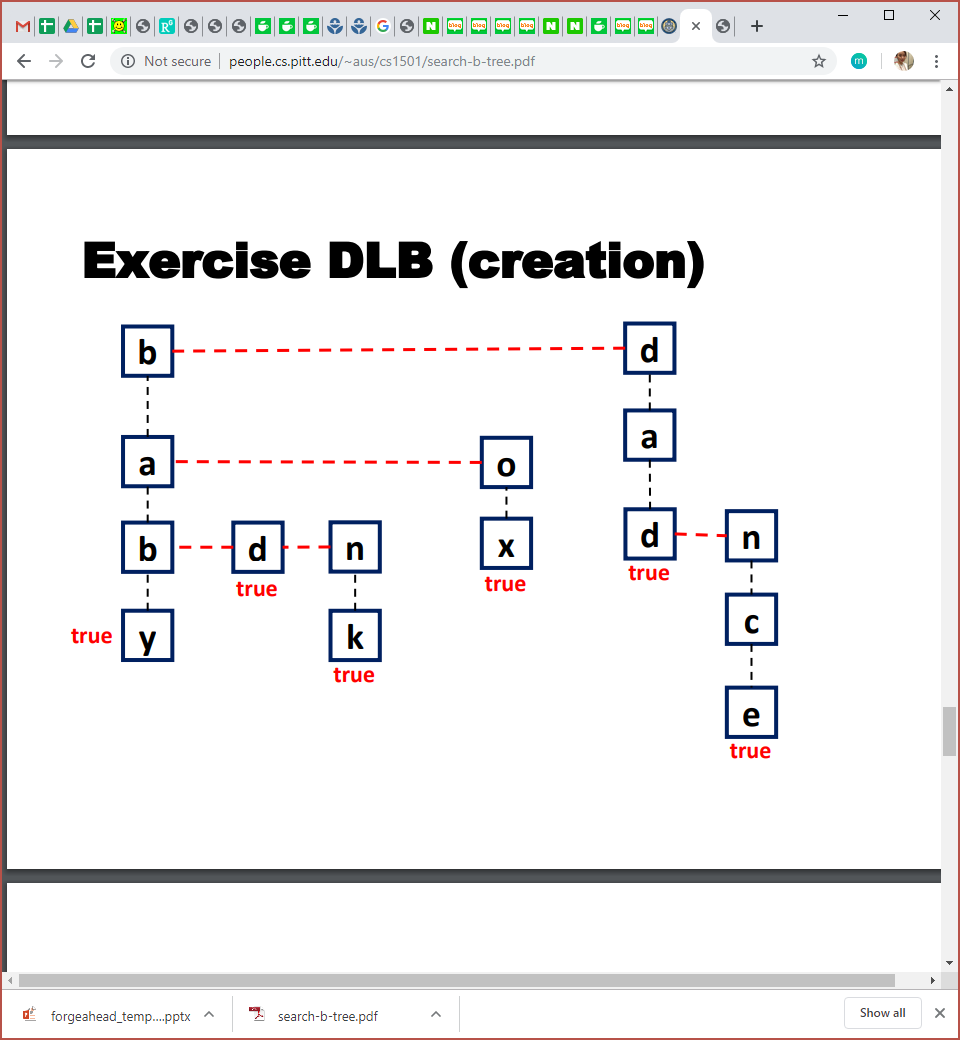 Not secure | people.cs.pitt.edu/~aus/cs1501/search-b-tree.pdf
m
Exercise DLB (creation)
b d
a
a o
b d n
d n
x
true true
true
true y
k
c
true
e
true
forgeahead_temp....pptx
search-b-tree.pdf
Show all